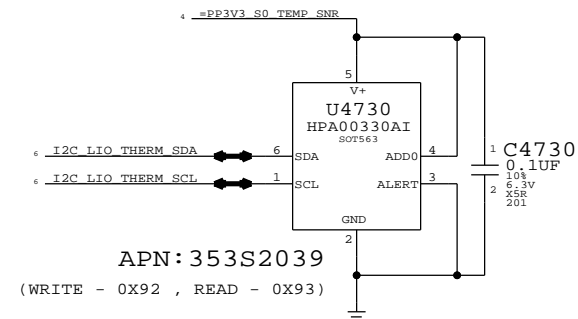 4 =PP3V3_S0_TEMP_SNR
5
V+
U4730
HPA00330AI
SOT563
6 I2C_LIO_THERM_SDA 6 SDA
ADD0 4
6 I2C_LIO_THERM_SCL 1 SCL
ALERT 3
GND
2
1 C4730
0.1UF
10%
2 6.3V
X5R
201
APN:353S2039
(WRITE - 0X92 , READ - 0X93)